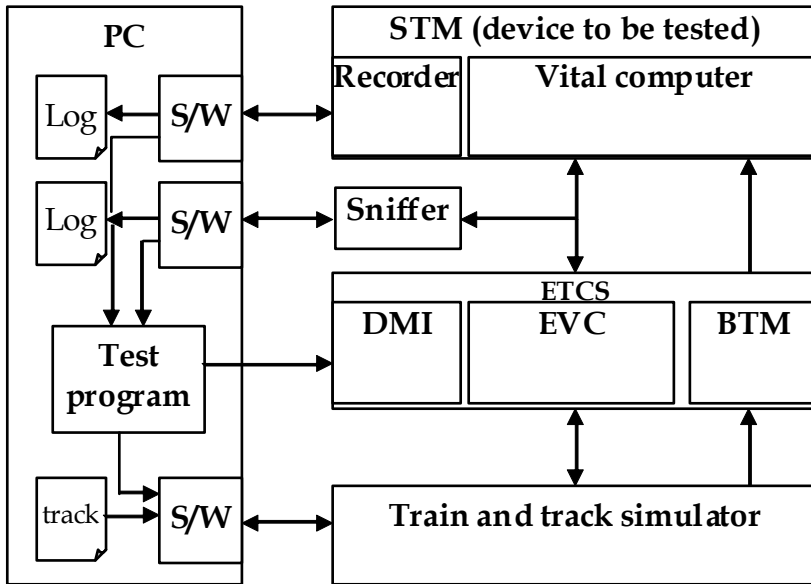 PC
STM (device to be tested)
Recorder
Vital computer
Log
S/W
Log
S/W
Sniffer
ETCS
DMI
EVC
BTM
Test
program
track
S/W
Train and track simulator